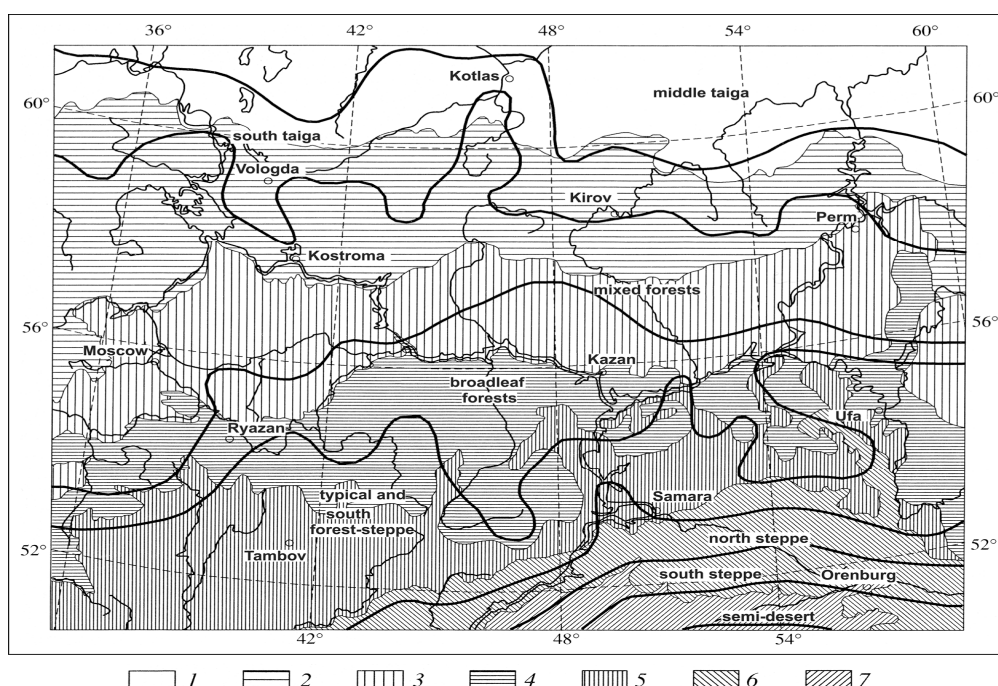 36° 42° 48° 54° 60°
Kotlas
middle taiga
60° 60°
south taiga
Vologda
Kirov
Perm
Kostroma
mixed forests
56° 56°
Moscow
Kazan
broadleaf
forests
Ufa
Ryazan
typical and
south
forest-steppe
Samara
north steppe
52° 52°
Tambov
south steppe Orenburg
semi-desert
42° 48° 54°
1 2 3 4 5 6 7